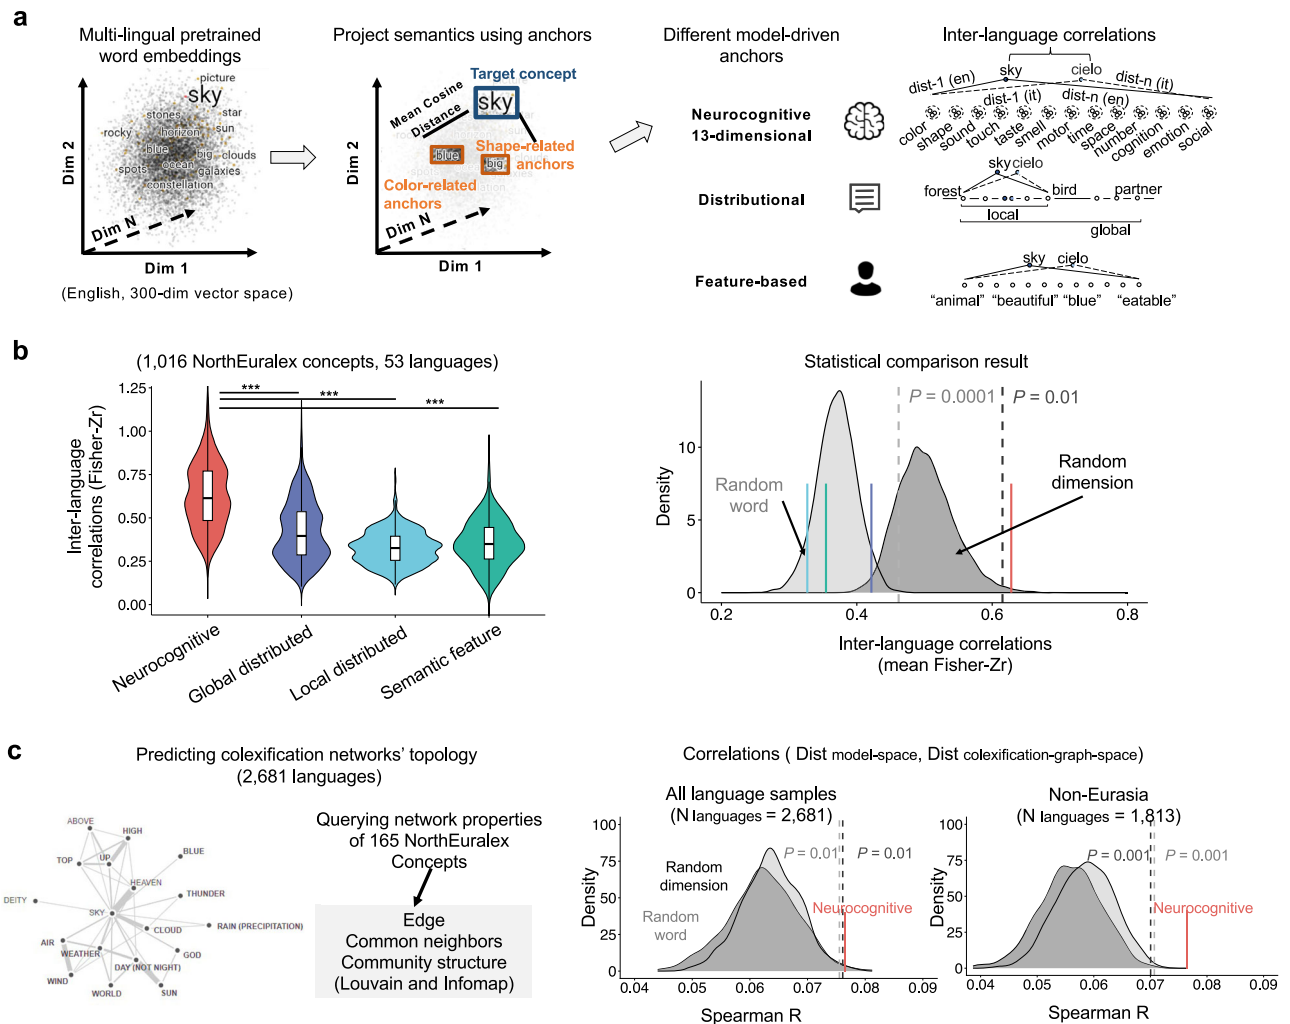 a
Multi-lingual pretrained
word embeddings
Project semantics using anchors
Different model-driven
anchors
Inter-language correlations
picture
sky
stones
star
rocky
horizon
sun
blue
big
clouds
spots
ocean
galaxies
constellation
Dim 2
Dim N
Dim 1
(English, 300-dim vector space)
Target concept
sky
Mean Cosine
Distance
blue
big
Shape-related
anchors
Color-related
anchors
Dim 2
Dim N
Dim 1
Neurocognitive
13-dimensional
Distributional
Feature-based
sky
cielo
dist-1 (en)
dist-n (it)
dist-1 (it)
dist-n (en)
color
shape
sound
touch
taste
smell
motor
time
space
number
cognition
emotion
social
sky cielo
forest
bird
partner
local
global
sky cielo
“animal” “beautiful” “blue” “eatable”
b
(1,016 NorthEuralex concepts, 53 languages)
Inter-language
correlations (Fisher-Zr)
1.25
1.00
0.75
0.50
0.25
0.00
***
***
***
Neurocognitive
Global distributed
Local distributed
Semantic feature
Statistical comparison result
P = 0.0001
P = 0.01
Random
word
Random
dimension
Density
10
5
0
0.2
0.4
0.6
0.8
Inter-language correlations
(mean Fisher-Zr)
c
Predicting colexification networks’ topology
(2,681 languages)
ABOVE
HIGH
TOP
UP
BLUE
HEAVEN
THUNDER
DEITY
SKY
RAIN (PRECIPITATION)
CLOUD
AIR
WEATHER
GOD
DAY (NOT NIGHT)
WIND
WORLD
SUN
Querying network properties
of 165 NorthEuralex
Concepts
Edge
Common neighbors
Community structure
(Louvain and Infomap)
Correlations ( Dist model-space, Dist colexification-graph-space)
All language samples
(N languages = 2,681)
P = 0.01
P = 0.01
Random
dimension
Random
word
Neurocognitive
Density
100
75
50
25
0
0.04
0.05
0.06
0.07
0.08
0.09
Spearman R
Non-Eurasia
(N languages = 1,813)
P = 0.001
P = 0.001
Neurocognitive
Density
100
75
50
25
0
0.04
0.05
0.06
0.07
0.08
0.09
Spearman R